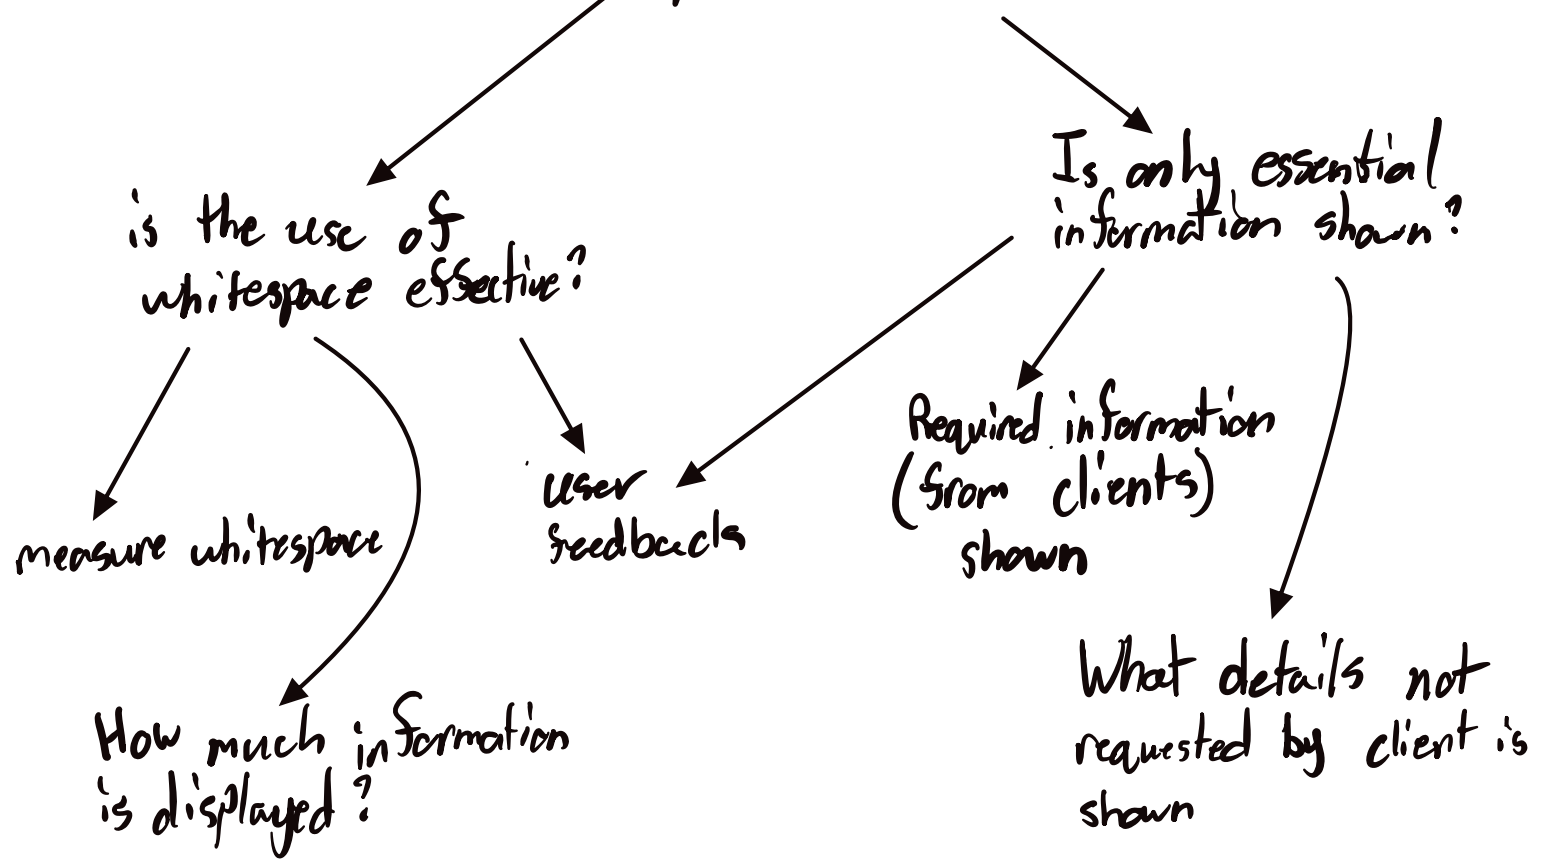 is the use of
whitespace effective?
Is only essential
information shown?
measure whitespace
user
feedback
Required information
(from clients)
shown
How much information
is displayed?
What details not
requested by client is
shown